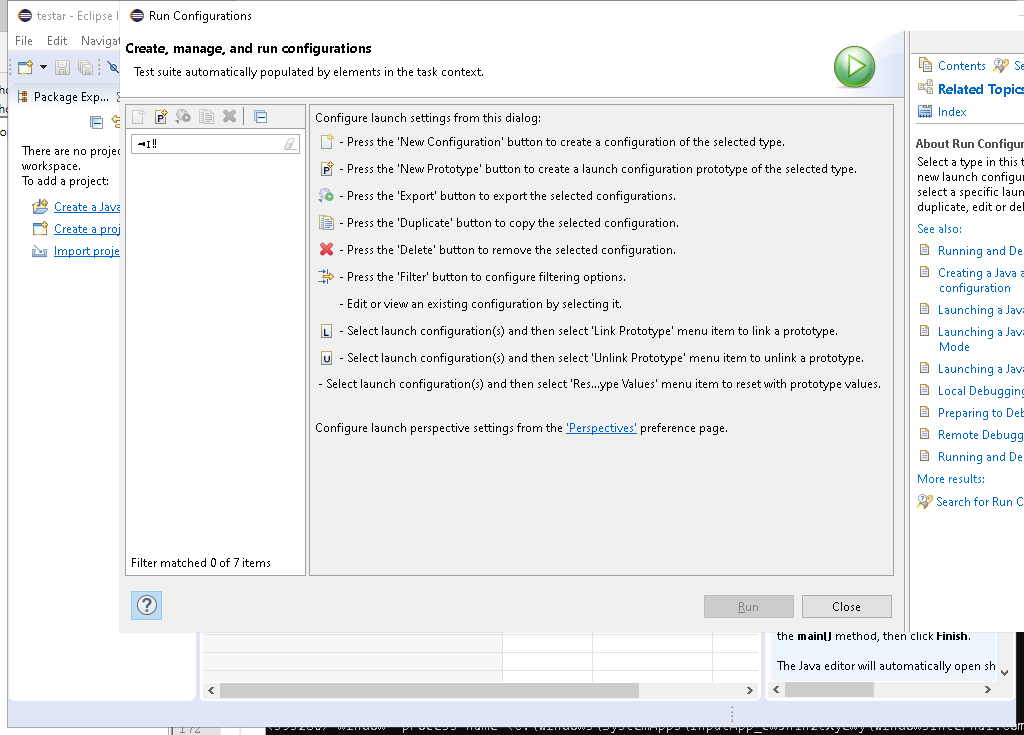 testar - Eclipse I
Run Configurations
File Edit Navigat
Create, manage, and run configurations
Test suite automatically populated by elements in the task context.
Package Exp...
There are no projec
workspace.
To add a project:
Create a Java
Create a proj
Import proje
Filter matched 0 of 7 items
Configure launch settings from this dialog:
- Press the 'New Configuration' button to create a configuration of the selected type.
- Press the 'New Prototype' button to create a launch configuration prototype of the selected type.
- Press the 'Export' button to export the selected configurations.
- Press the 'Duplicate' button to copy the selected configuration.
- Press the 'Delete' button to remove the selected configuration.
- Press the 'Filter' button to configure filtering options.
- Edit or view an existing configuration by selecting it.
L - Select launch configuration(s) and then select 'Link Prototype' menu item to link a prototype.
U - Select launch configuration(s) and then select 'Unlink Prototype' menu item to unlink a prototype.
- Select launch configuration(s) and then select 'Res...ype Values' menu item to reset with prototype values.
Configure launch perspective settings from the 'Perspectives' preference page.
Run Close
Contents Se
Related Topics
Index
About Run Configur
Select a type in this t
new launch configur
select a specific laun
duplicate, edit or del
See also:
Running and De
Creating a Java a
configuration
Launching a Java
Launching a Java
Mode
Launching a Java
Local Debugging
Preparing to Deb
Remote Debugg
Running and De
More results:
Search for Run C
the main() method, then click Finish.
The Java editor will automatically open sh
172